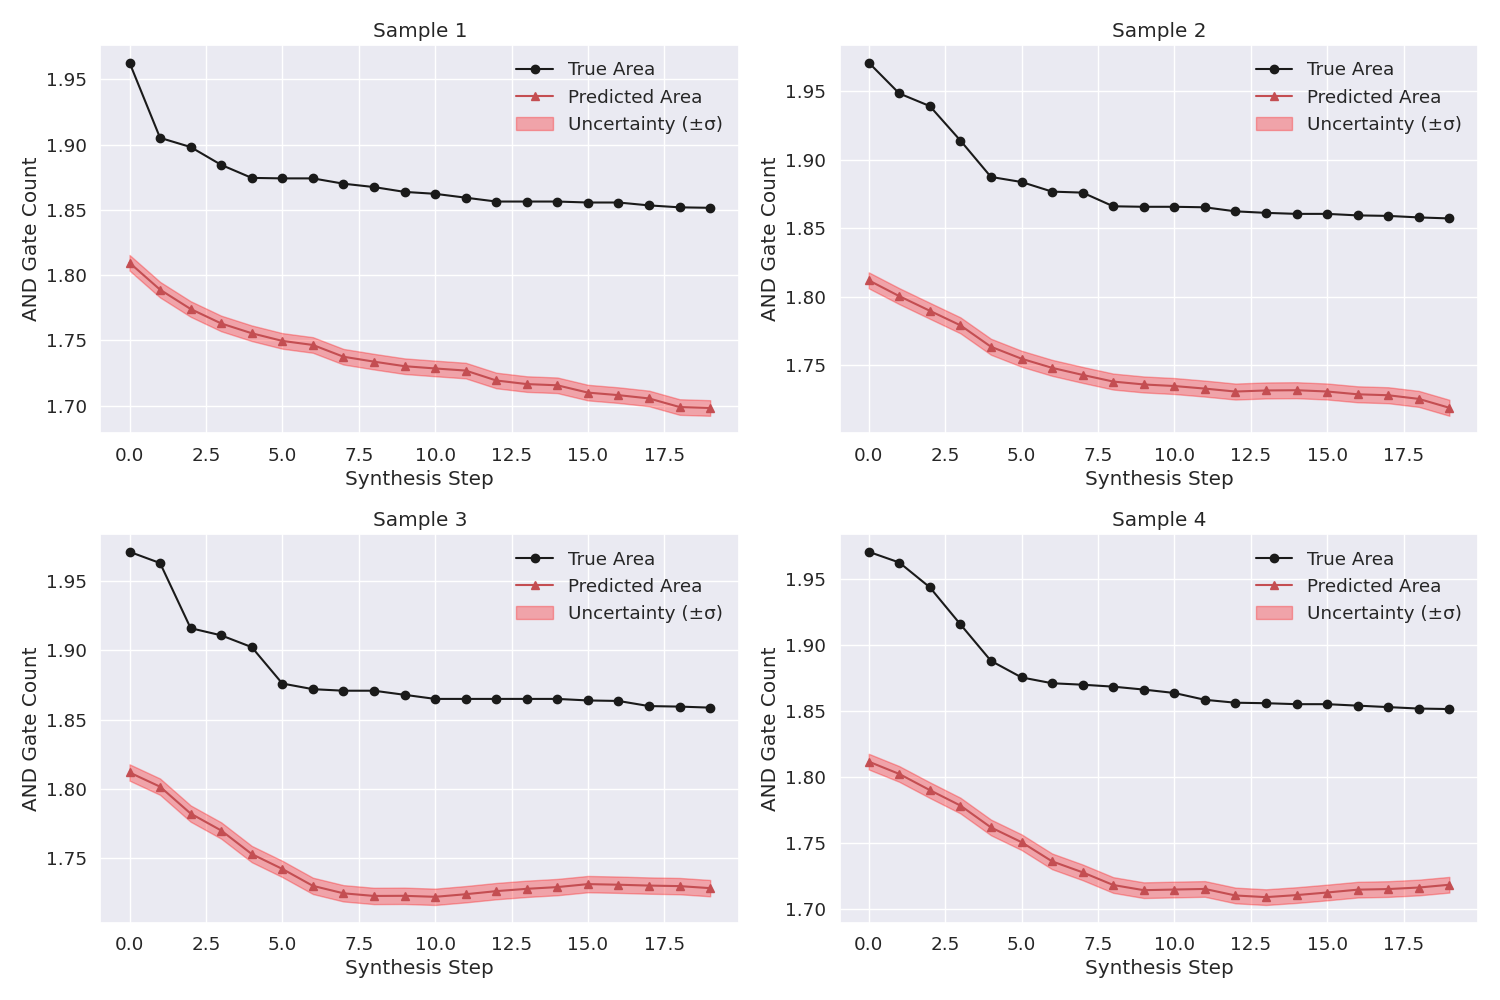 Sample 1
AND Gate Count
1.95
1.90
1.85
1.80
1.75
1.70
True Area
Predicted Area
Uncertainty (±σ)
0.0 2.5 5.0 7.5 10.0 12.5 15.0 17.5
Synthesis Step
Sample 2
AND Gate Count
1.95
1.90
1.85
1.80
1.75
True Area
Predicted Area
Uncertainty (±σ)
0.0 2.5 5.0 7.5 10.0 12.5 15.0 17.5
Synthesis Step
Sample 3
AND Gate Count
1.95
1.90
1.85
1.80
1.75
True Area
Predicted Area
Uncertainty (±σ)
0.0 2.5 5.0 7.5 10.0 12.5 15.0 17.5
Synthesis Step
Sample 4
AND Gate Count
1.95
1.90
1.85
1.80
1.75
1.70
True Area
Predicted Area
Uncertainty (±σ)
0.0 2.5 5.0 7.5 10.0 12.5 15.0 17.5
Synthesis Step